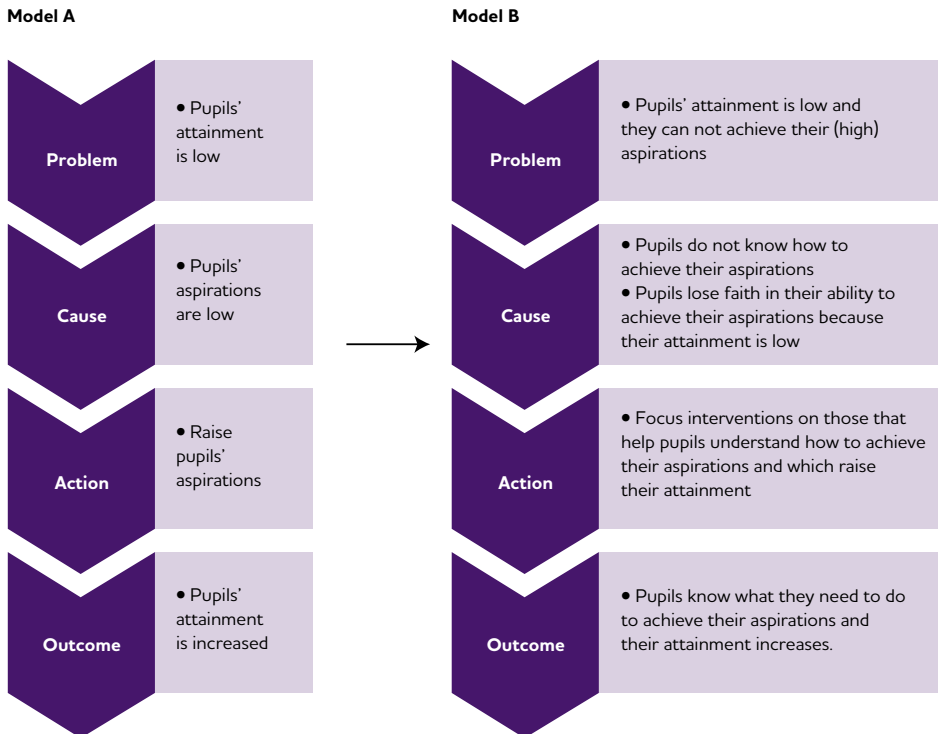 Model A
Problem
• Pupils’
attainment
is low
Cause
• Pupils’
aspirations
are low
Action
• Raise
pupils’
aspirations
Outcome
• Pupils’
attainment
is increased
Model B
Problem
• Pupils’ attainment is low and
they can not achieve their (high)
aspirations
Cause
• Pupils do not know how to
achieve their aspirations
• Pupils lose faith in their ability to
achieve their aspirations because
their attainment is low
Action
• Focus interventions on those that
help pupils understand how to achieve
their aspirations and which raise
their attainment
Outcome
• Pupils know what they need to do
to achieve their aspirations and
their attainment increases.